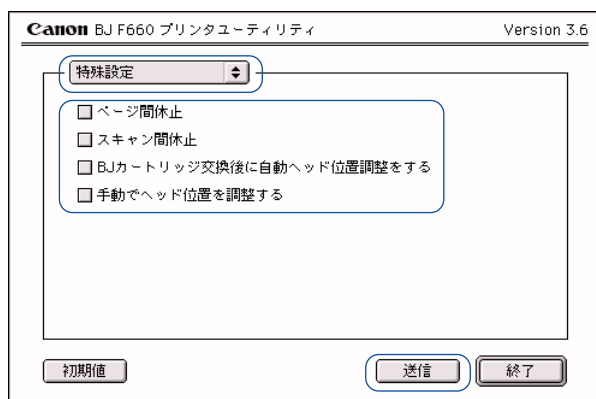 Canon BJ F660 プリンタユーティリティ Version 3.6
特殊設定
ページ間休止
スキャン間休止
BJカートリッジ交換後に自動ヘッド位置調整をする
手動でヘッド位置を調整する
初期値 送信 終了